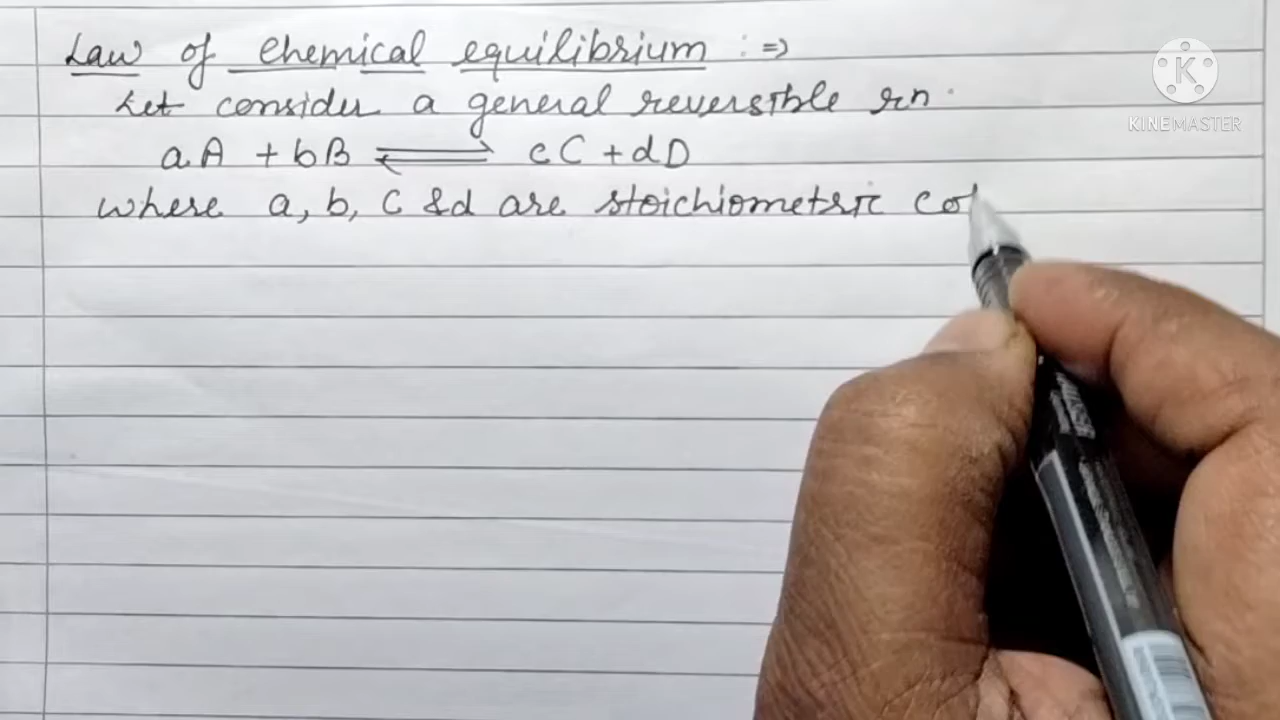 Law of chemical equilibrium :⇒
Let consider a general reversible rn.
aA + bB ⇌ cC + dD
where a, b, c & d are stoichiometric co
K
KINEMASTER